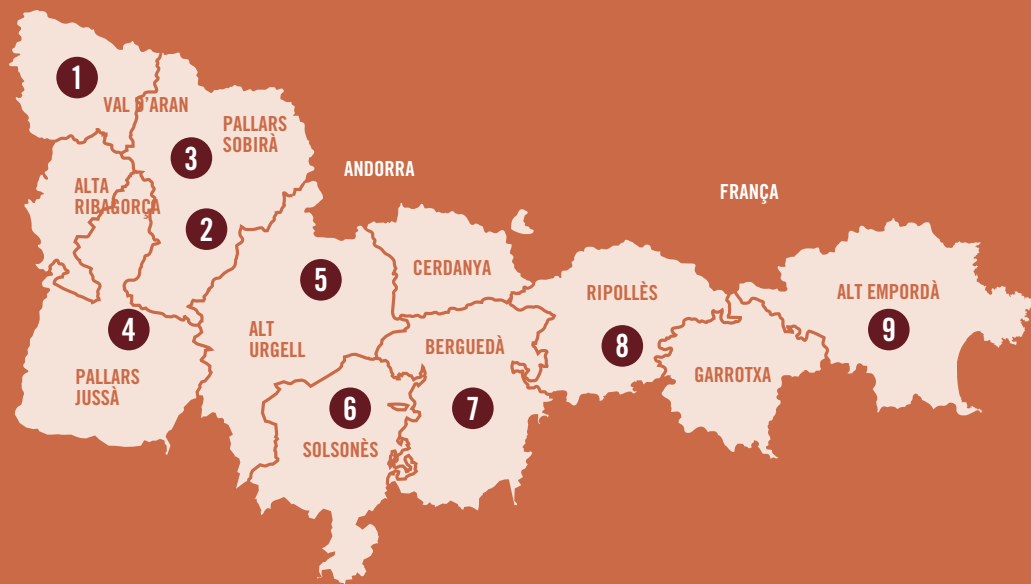 1
VAL D'ARAN
PALLARS
SOBIRÀ
3
ANDORRA
FRANÇA
ALTA
RIBAGORÇA
2
CERDANYA
5
RIPOLLÈS
ALT EMPORDÀ
4
9
ALT
URGELL
BERGUEDÀ
8
PALLARS
JUSSÀ
GARROTXA
6
7
SOLSONÈS